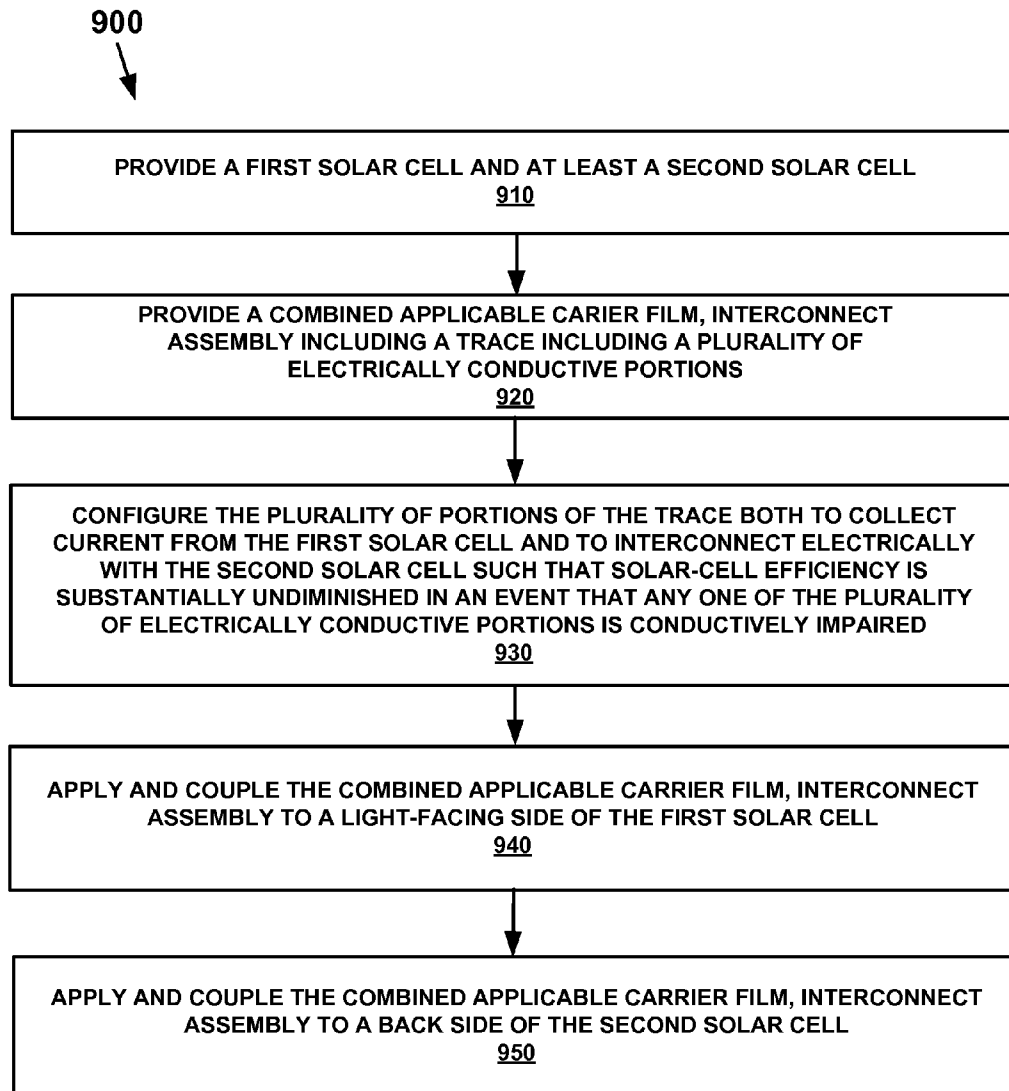 900
PROVIDE A FIRST SOLAR CELL AND AT LEAST A SECOND SOLAR CELL
910
PROVIDE A COMBINED APPLICABLE CARIER FILM, INTERCONNECT
ASSEMBLY INCLUDING A TRACE INCLUDING A PLURALITY OF
ELECTRICALLY CONDUCTIVE PORTIONS
920
CONFIGURE THE PLURALITY OF PORTIONS OF THE TRACE BOTH TO COLLECT
CURRENT FROM THE FIRST SOLAR CELL AND TO INTERCONNECT ELECTRICALLY
WITH THE SECOND SOLAR CELL SUCH THAT SOLAR-CELL EFFICIENCY IS
SUBSTANTIALLY UNDIMINISHED IN AN EVENT THAT ANY ONE OF THE PLURALITY
OF ELECTRICALLY CONDUCTIVE PORTIONS IS CONDUCTIVELY IMPAIRED
930
APPLY AND COUPLE THE COMBINED APPLICABLE CARRIER FILM, INTERCONNECT
ASSEMBLY TO A LIGHT-FACING SIDE OF THE FIRST SOLAR CELL
940
APPLY AND COUPLE THE COMBINED APPLICABLE CARRIER FILM, INTERCONNECT
ASSEMBLY TO A BACK SIDE OF THE SECOND SOLAR CELL
950